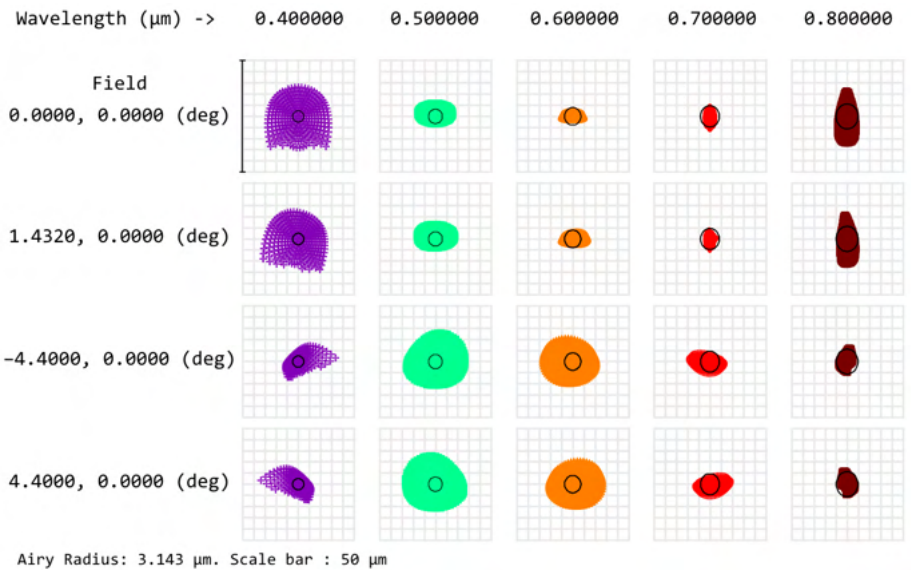 Wavelength (µm) -> 0.400000 0.500000 0.600000 0.700000 0.800000
Field
0.0000, 0.0000 (deg)
1.4320, 0.0000 (deg)
−4.4000, 0.0000 (deg)
4.4000, 0.0000 (deg)
Airy Radius: 3.143 µm. Scale bar : 50 µm